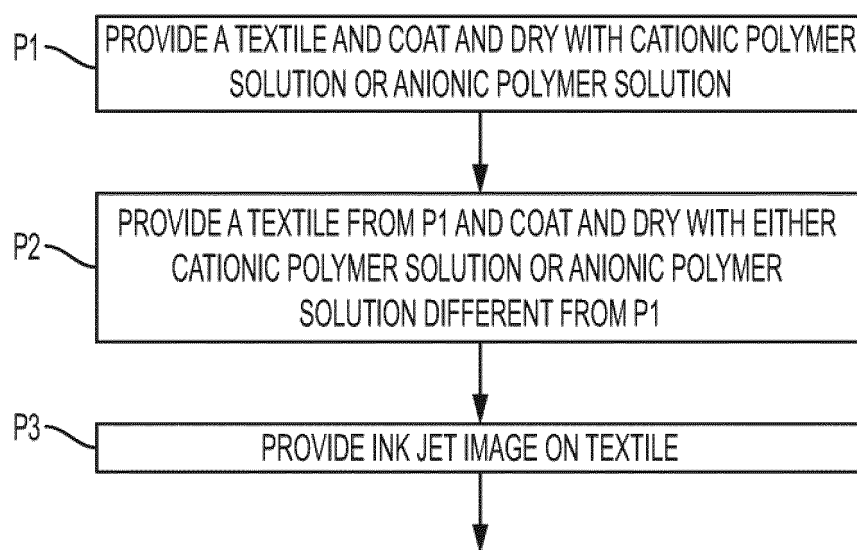 P1
PROVIDE A TEXTILE AND COAT AND DRY WITH CATIONIC POLYMER
SOLUTION OR ANIONIC POLYMER SOLUTION
P2
PROVIDE A TEXTILE FROM P1 AND COAT AND DRY WITH EITHER
CATIONIC POLYMER SOLUTION OR ANIONIC POLYMER
SOLUTION DIFFERENT FROM P1
P3
PROVIDE INK JET IMAGE ON TEXTILE